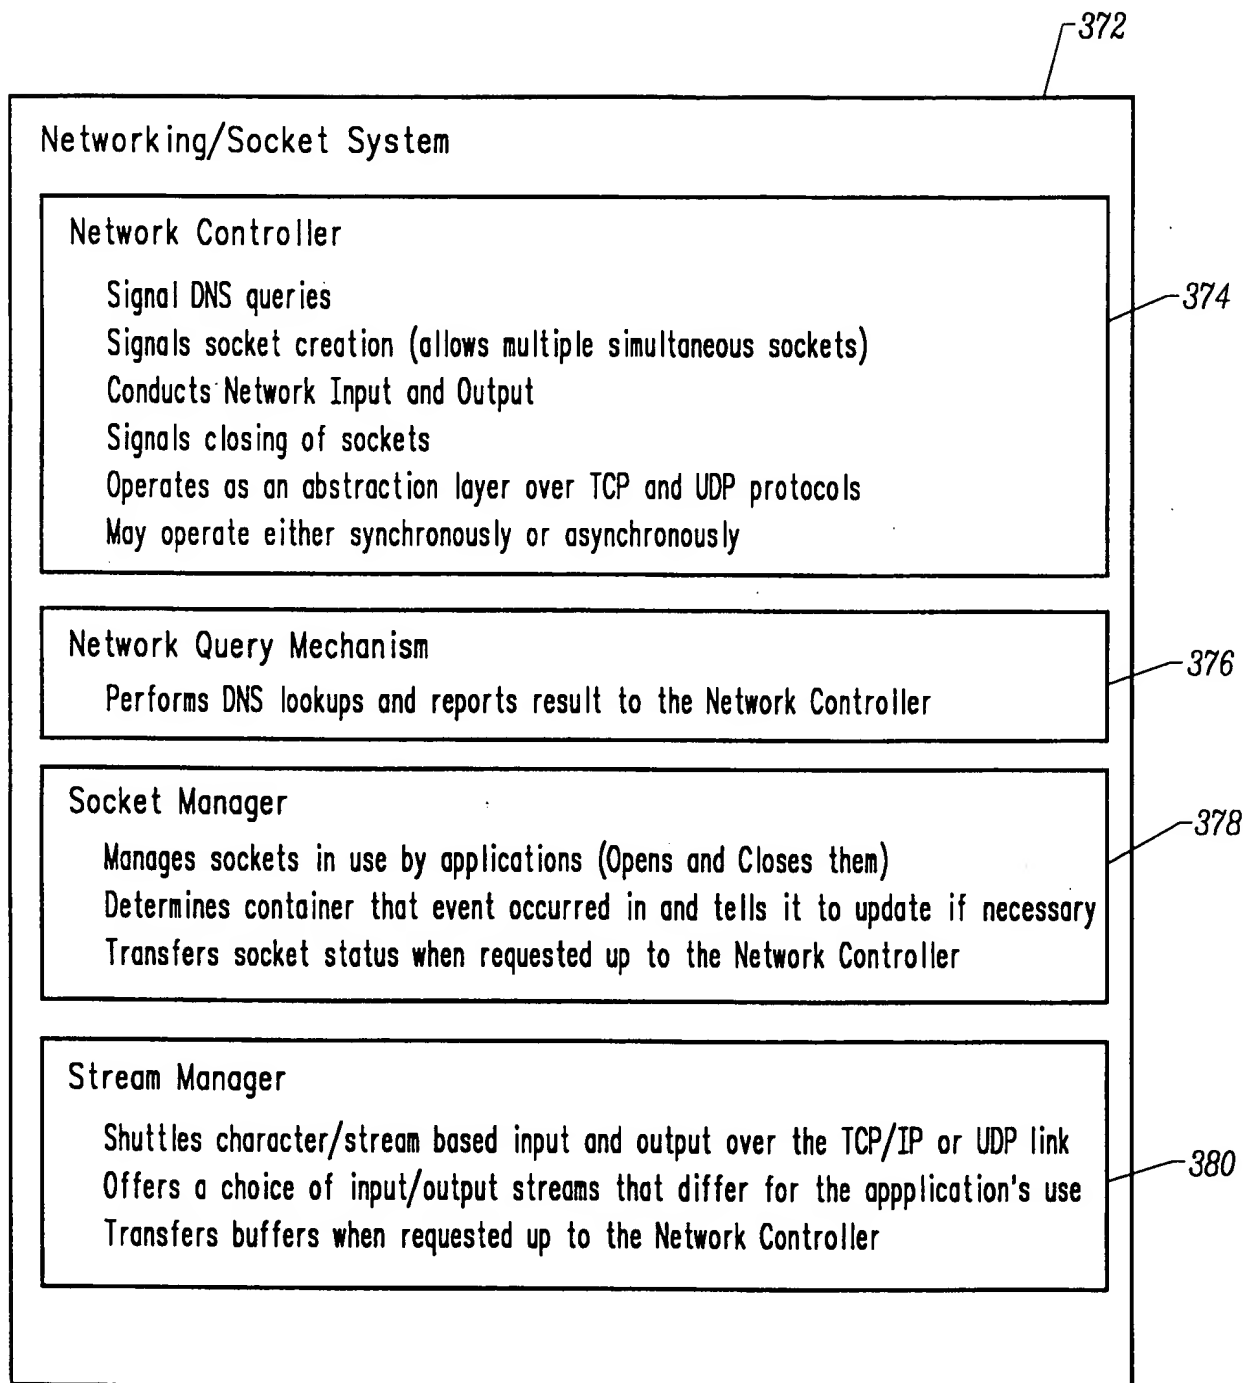 372
Networking/Socket System
Network Controller
Signal DNS queries
374
Signals socket creation (allows multiple simultaneous sockets)
Conducts Network Input and Output
Signals closing of sockets
Operates as an abstraction layer over TCP and UDP protocols
May operate either synchronously or asynchronously
Network Query Mechanism
376
Performs DNS lookups and reports result to the Network Controller
Socket Manager
378
Manages sockets in use by applications (Opens and Closes them)
Determines container that event occurred in and tells it to update if necessary
Transfers socket status when requested up to the Network Controller
Stream Manager
Shuttles character/stream based input and output over the TCP/IP or UDP link
380
Offers a choice of input/output streams that differ for the appplication's use
Transfers buffers when requested up to the Network Controller